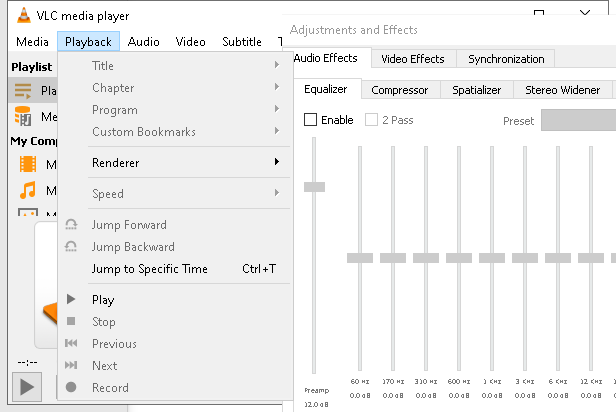 VLC media player
Media Playback Audio Video Subtitle T
Playlist
Pla
Me
My Comp
M
M
M
Title
Chapter
Program
Custom Bookmarks
Renderer
Speed
Jump Forward
Jump Backward
Jump to Specific Time Ctrl+T
Play
Stop
Previous
Next
Record
--:--
Adjustments and Effects
Audio Effects Video Effects Synchronization
Equalizer Compressor Spatializer Stereo Widener
Enable 2 Pass Preset
60 Hz 170 Hz 310 Hz 600 Hz 1 KHz 3 KHz 6 KHz 12 KHz
Preamp 0.0 dB 0.0 dB 0.0 dB 0.0 dB 0.0 dB 0.0 dB 0.0 dB 0.0 dB
12.0 dB